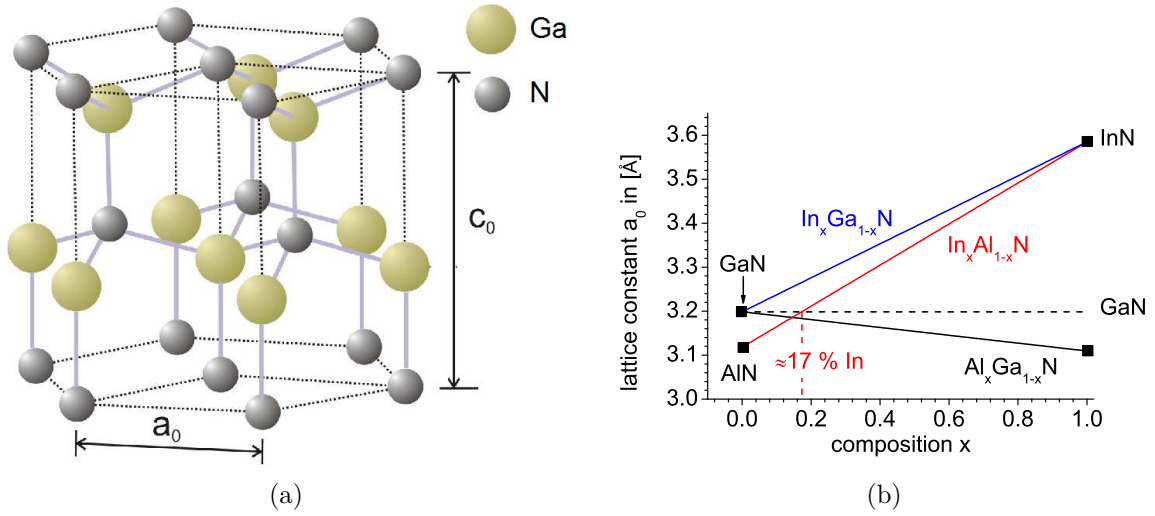 Ga
N
c₀
a₀
(a)
lattice constant a₀ in [Å]
3.6
3.5
3.4
3.3
3.2
3.1
3.0
InN
InₓGa₁₋ₓN
InₓAl₁₋ₓN
GaN
GaN
≈17 % In
AlN
AlₓGa₁₋ₓN
0.0 0.2 0.4 0.6 0.8 1.0
composition x
(b)